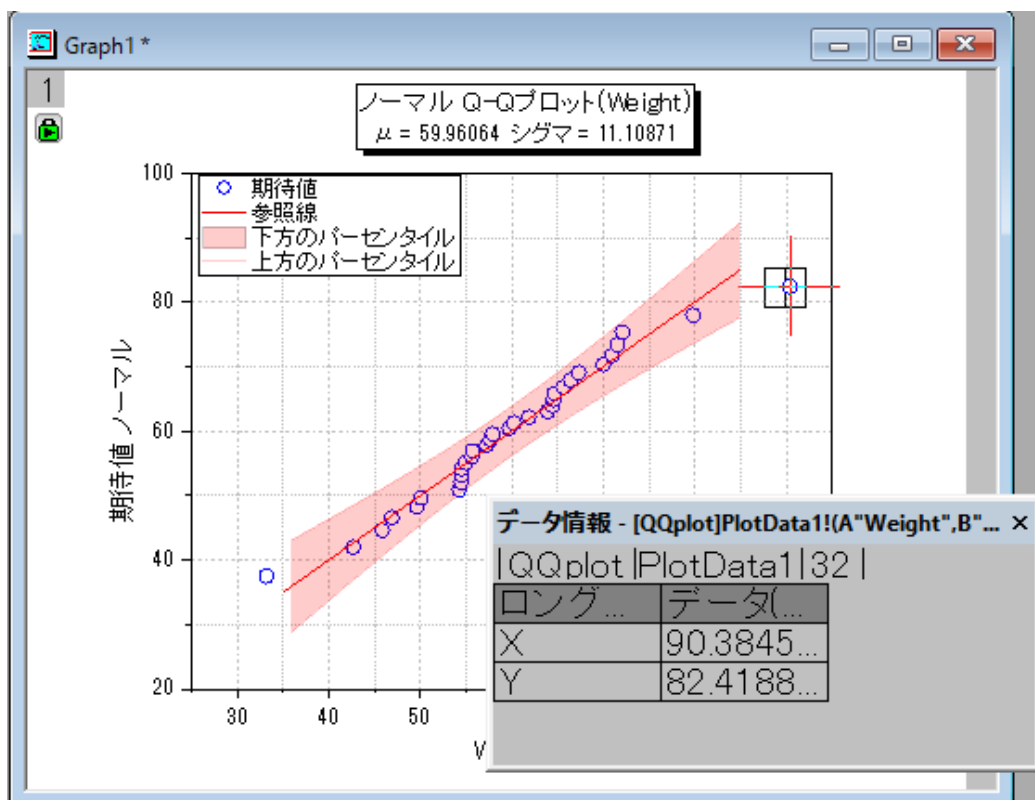 Graph1 *
1
ノーマル Q-Qプロット(Weight)
μ = 59.96064 シグマ = 11.10871
期待値
参照線
下方のパーセンタイル
上方のパーセンタイル
100
80
60
40
20
期待値 ノーマル
30
40
50
データ情報 - [QQplot]PlotData1!(A"Weight",B"... ×
|QQplot |PlotData1|32 |
ロング... データ(...
X 90.3845...
Y 82.4188...